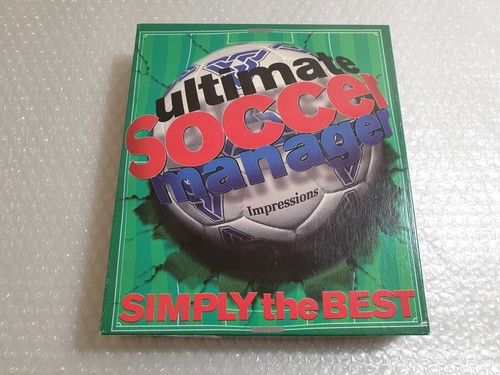 ultimate
soccer
manager
Impressions
SIMPLY the BEST